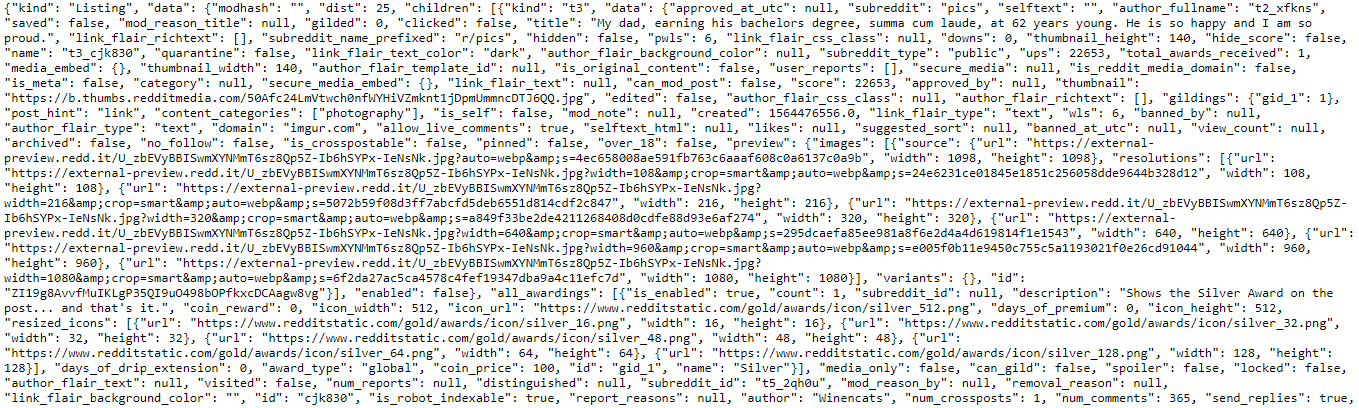 {"kind": "Listing", "data": {"modhash": "", "dist": 25, "children": [{"kind": "t3", "data": {"approved_at_utc": null, "subreddit": "pics", "selftext": "", "author_fullname": "t2_xfkns",
"saved": false, "mod_reason_title": null, "gilded": 0, "clicked": false, "title": "My dad, earning his bachelors degree, summa cum laude, at 62 years young. He is so happy and I am so
proud.", "link_flair_richtext": [], "subreddit_name_prefixed": "r/pics", "hidden": false, "pwls": 6, "link_flair_css_class": null, "downs": 0, "thumbnail_height": 140, "hide_score": false,
"name": "t3_cjk830", "quarantine": false, "link_flair_text_color": "dark", "author_flair_background_color": null, "subreddit_type": "public", "ups": 22653, "total_awards_received": 1,
"media_embed": {}, "thumbnail_width": 140, "author_flair_template_id": null, "is_original_content": false, "user_reports": [], "secure_media": null, "is_reddit_media_domain": false,
"is_meta": false, "category": null, "secure_media_embed": {}, "link_flair_text": null, "can_mod_post": false, "score": 22653, "approved_by": null, "thumbnail":
"https://b.thumbs.redditmedia.com/50Afc24LmVtwch0nfWYHiVZmknt1jDpmUmmncDTJ6QQ.jpg", "edited": false, "author_flair_css_class": null, "author_flair_richtext": [], "gildings": {"gid_1": 1},
"post_hint": "link", "content_categories": ["photography"], "is_self": false, "mod_note": null, "created": 1564476556.0, "link_flair_type": "text", "wls": 6, "banned_by": null,
"author_flair_type": "text", "domain": "imgur.com", "allow_live_comments": true, "selftext_html": null, "likes": null, "suggested_sort": null, "banned_at_utc": null, "view_count": null,
"archived": false, "no_follow": false, "is_crosspostable": false, "pinned": false, "over_18": false, "preview": {"images": [{"source": {"url": "https://external-
preview.redd.it/U_zbEVyBBISwmXYNMmT6sz8Qp5Z-Ib6hSYPx-IeNsNk.jpg?auto=webp&amp;s=4ec658008ae591fb763c6aaaf608c0a6137c0a9b", "width": 1098, "height": 1098}, "resolutions": [{"url":
"https://external-preview.redd.it/U_zbEVyBBISwmXYNMmT6sz8Qp5Z-Ib6hSYPx-IeNsNk.jpg?width=108&amp;crop=smart&amp;auto=webp&amp;s=24e6231ce01845e1851c256058dde9644b328d12", "width": 108,
"height": 108}, {"url": "https://external-preview.redd.it/U_zbEVyBBISwmXYNMmT6sz8Qp5Z-Ib6hSYPx-IeNsNk.jpg?
width=216&amp;crop=smart&amp;auto=webp&amp;s=5072b59f08d3ff7abcfd5deb6551d814cdf2c847", "width": 216, "height": 216}, {"url": "https://external-preview.redd.it/U_zbEVyBBISwmXYNMmT6sz8Qp5Z-
Ib6hSYPx-IeNsNk.jpg?width=320&amp;crop=smart&amp;auto=webp&amp;s=a849f33be2de4211268408d0cdfe88d93e6af274", "width": 320, "height": 320}, {"url": "https://external-
preview.redd.it/U_zbEVyBBISwmXYNMmT6sz8Qp5Z-Ib6hSYPx-IeNsNk.jpg?width=640&amp;crop=smart&amp;auto=webp&amp;s=295dcaefa85ee981a8f6e2d4a4d619814f1e1543", "width": 640, "height": 640}, {"url":
"https://external-preview.redd.it/U_zbEVyBBISwmXYNMmT6sz8Qp5Z-Ib6hSYPx-IeNsNk.jpg?width=960&amp;crop=smart&amp;auto=webp&amp;s=e005f0b11e9450c755c5a1193021f0e26cd91044", "width": 960,
"height": 960}, {"url": "https://external-preview.redd.it/U_zbEVyBBISwmXYNMmT6sz8Qp5Z-Ib6hSYPx-IeNsNk.jpg?
width=1080&amp;crop=smart&amp;auto=webp&amp;s=6f2da27ac5ca4578c4fef19347dba9a4c11efc7d", "width": 1080, "height": 1080}], "variants": {}, "id":
"ZI19g8AvvfMuIKLgP35QI9uO498bOPfkxcDCAagw8vg"}], "enabled": false}, "all_awardings": [{"is_enabled": true, "count": 1, "subreddit_id": null, "description": "Shows the Silver Award on the
post... and that's it.", "coin_reward": 0, "icon_width": 512, "icon_url": "https://www.redditstatic.com/gold/awards/icon/silver_512.png", "days_of_premium": 0, "icon_height": 512,
"resized_icons": [{"url": "https://www.redditstatic.com/gold/awards/icon/silver_16.png", "width": 16, "height": 16}, {"url": "https://www.redditstatic.com/gold/awards/icon/silver_32.png",
"width": 32, "height": 32}, {"url": "https://www.redditstatic.com/gold/awards/icon/silver_48.png", "width": 48, "height": 48}, {"url":
"https://www.redditstatic.com/gold/awards/icon/silver_64.png", "width": 64, "height": 64}, {"url": "https://www.redditstatic.com/gold/awards/icon/silver_128.png", "width": 128, "height":
128}], "days_of_drip_extension": 0, "award_type": "global", "coin_price": 100, "id": "gid_1", "name": "Silver"}], "media_only": false, "can_gild": false, "spoiler": false, "locked": false,
"author_flair_text": null, "visited": false, "num_reports": null, "distinguished": null, "subreddit_id": "t5_2qh0u", "mod_reason_by": null, "removal_reason": null,
"link_flair_background_color": "", "id": "cjk830", "is_robot_indexable": true, "report_reasons": null, "author": "Winencats", "num_crossposts": 1, "num_comments": 365, "send_replies": true,